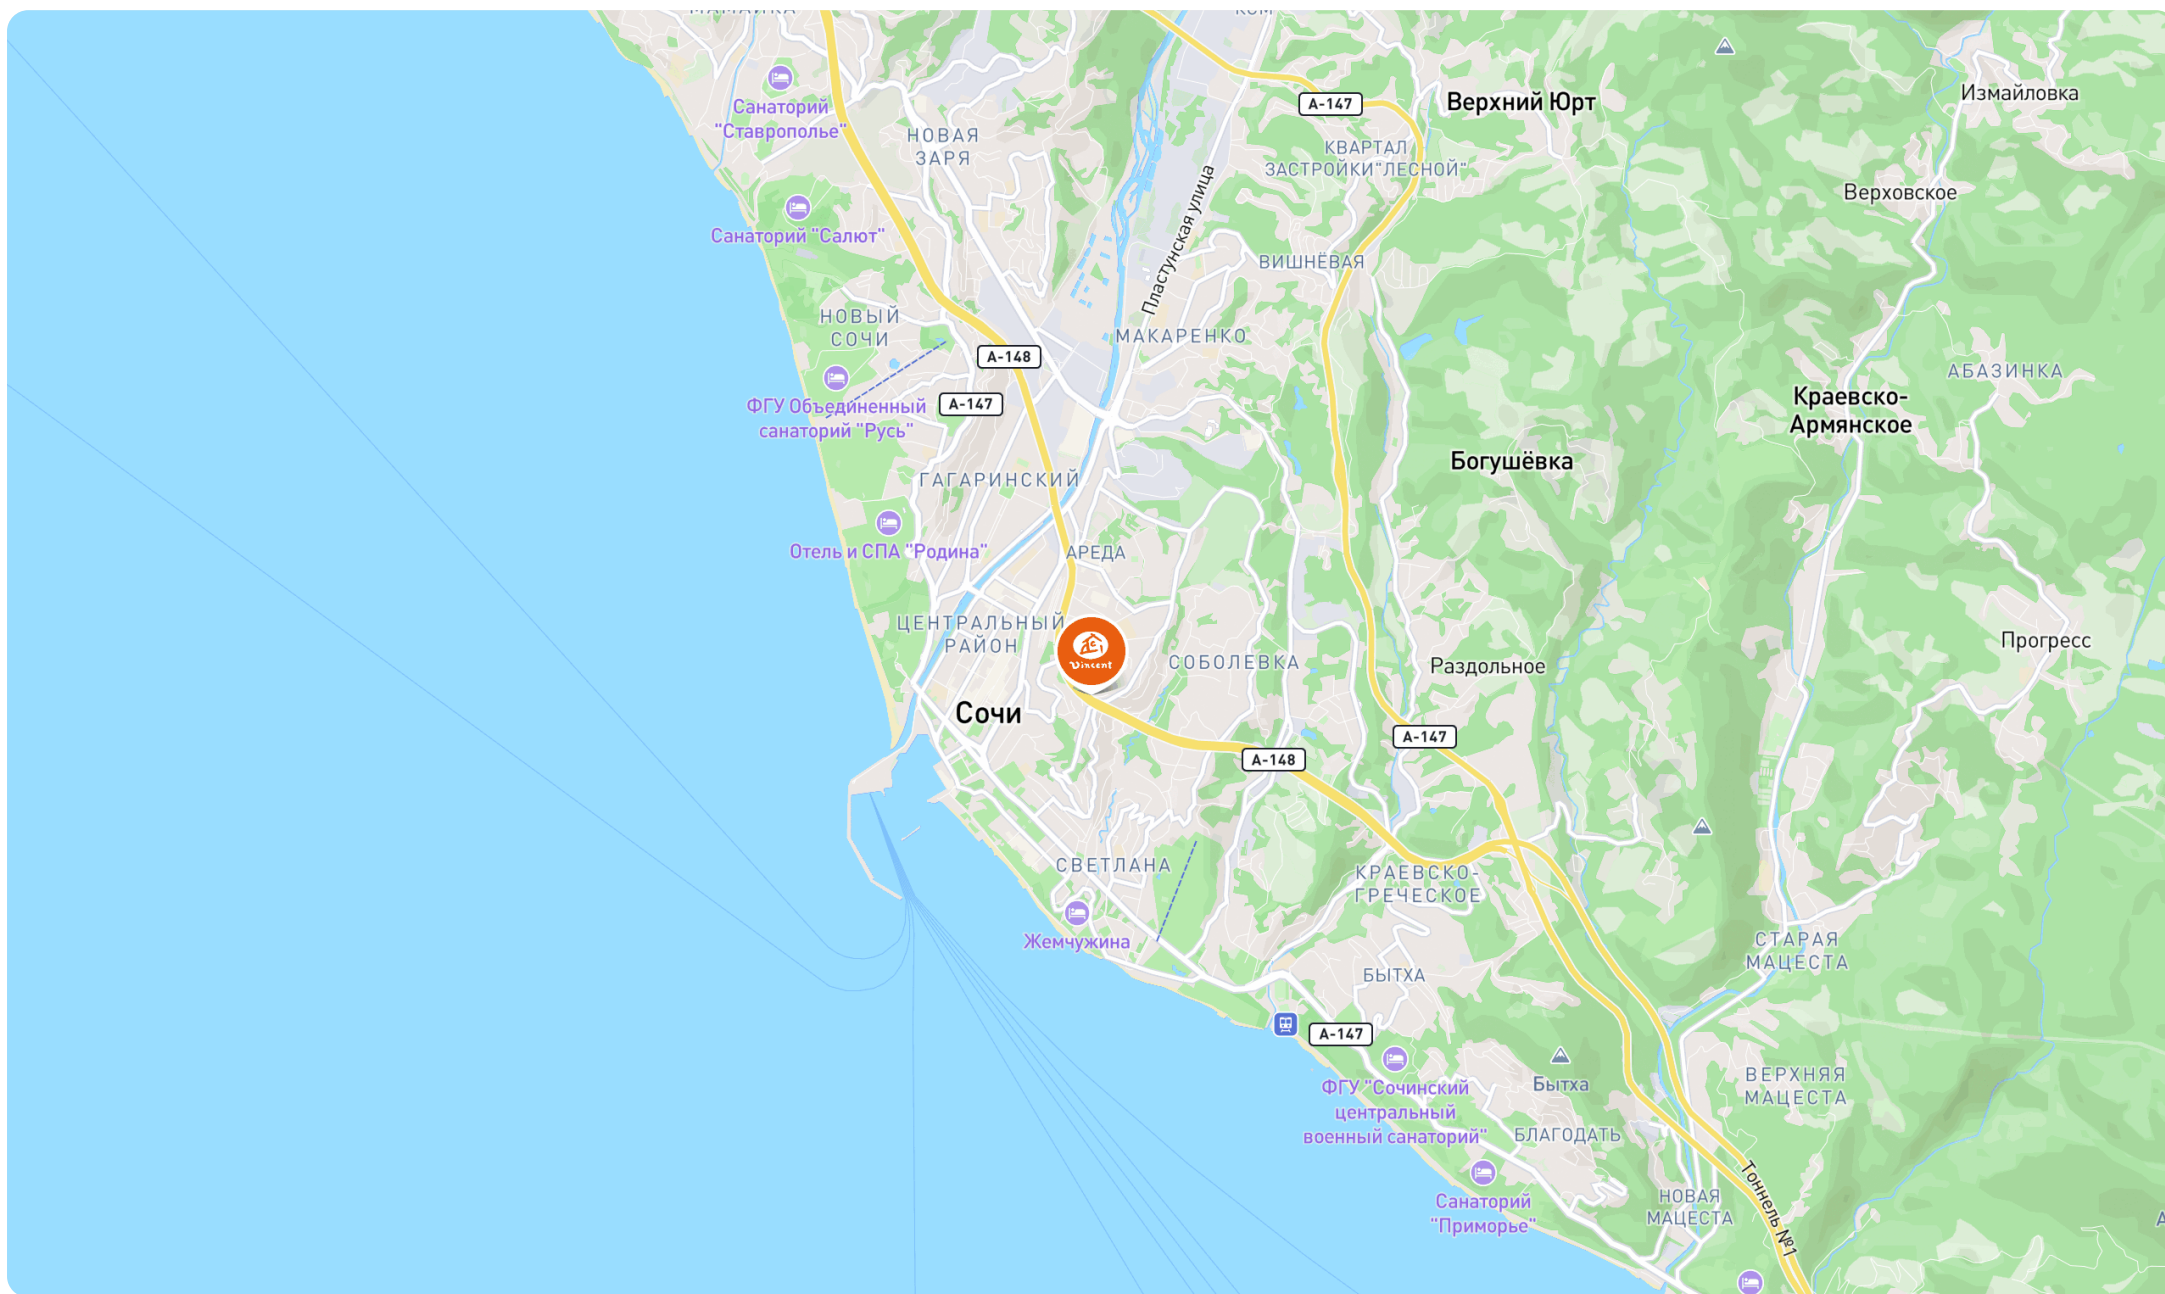 МАМАЙКА
КСМ
А-147
Верхний Юрт
Измайловка
Санаторий
"Ставрополье"
НОВАЯ
ЗАРЯ
КВАРТАЛ
ЗАСТРОЙКИ"ЛЕСНОЙ"
Верховское
Пластунская улица
Санаторий "Салют"
ВИШНЁВАЯ
НОВЫЙ
СОЧИ
МАКАРЕНКО
А-148
АБАЗИНКА
А-147
ФГУ Объединенный
санаторий "Русь"
Краевско-
Армянское
Богушёвка
ГАГАРИНСКИЙ
Отель и СПА "Родина"
АРЕДА
ЦЕНТРАЛЬНЫЙ
РАЙОН
Vincent
СОБОЛЕВКА
Раздольное
Прогресс
Сочи
А-147
А-148
СВЕТЛАНА
КРАЕВСКО-
ГРЕЧЕСКОЕ
Жемчужина
СТАРАЯ
МАЦЕСТА
БЫТХА
А-147
ФГУ "Сочинский
центральный
военный санаторий"
Бытха
ВЕРХНЯЯ
МАЦЕСТА
БЛАГОДАТЬ
Санаторий
"Приморье"
НОВАЯ
МАЦЕСТА
Тоннель №1